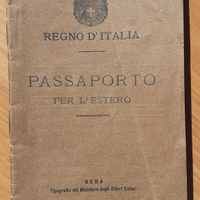 REGNO D'ITALIA
PASSAPORTO
PER L'ESTERO
ROMA
Tipografia del Ministero degli Affari Esteri